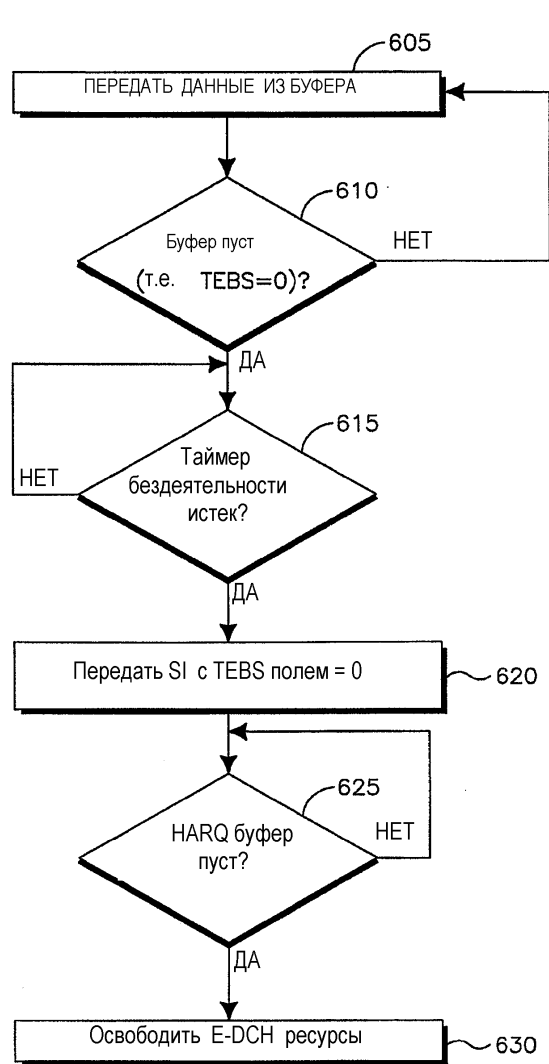 605
ПЕРЕДАТЬ ДАННЫЕ ИЗ БУФЕРА
610
Буфер пуст
(т.е. TEBS=0)?
НЕТ
ДА
615
Таймер
бездеятельности
истек?
НЕТ
ДА
Передать SI с TEBS полем = 0
620
625
HARQ буфер
пуст?
НЕТ
ДА
Освободить E-DCH ресурсы
630